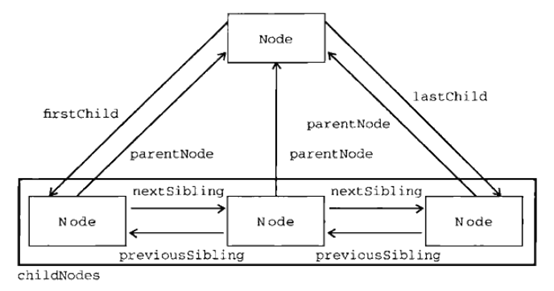 Node
firstChild
lastChild
parentNode
parentNode
parentNode
nextSibling
nextSibling
Node
Node
Node
previousSibling
previousSibling
childNodes